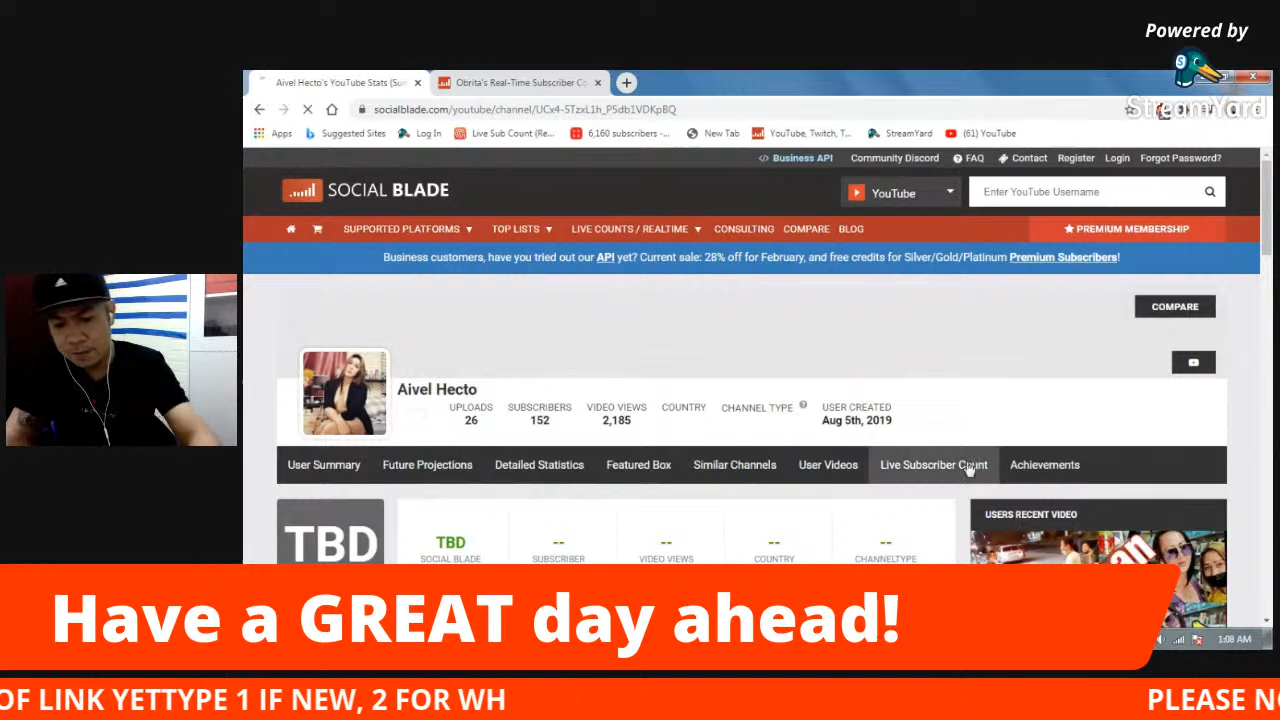 Powered by
StreamYard
Aivel Hecto's YouTube Stats (Sum
Obrita's Real-Time Subscriber Co
socialblade.com/youtube/channel/UCx4-5TzxL1h_P5db1VDKpBQ
Apps
Suggested Sites
Log In
Live Sub Count (Re...
6,160 subscribers -...
New Tab
YouTube, Twitch, T...
StreamYard
(61) YouTube
</> Business API
Community Discord
FAQ
Contact
Register
Login
Forgot Password?
SOCIAL BLADE
YouTube
Enter YouTube Username
SUPPORTED PLATFORMS
TOP LISTS
LIVE COUNTS / REALTIME
CONSULTING
COMPARE
BLOG
PREMIUM MEMBERSHIP
Business customers, have you tried out our API yet? Current sale: 28% off for February, and free credits for Silver/Gold/Platinum Premium Subscribers!
COMPARE
Aivel Hecto
UPLOADS SUBSCRIBERS VIDEO VIEWS COUNTRY CHANNEL TYPE USER CREATED
26 152 2,185 Aug 5th, 2019
User Summary
Future Projections
Detailed Statistics
Featured Box
Similar Channels
User Videos
Live Subscriber Count
Achievements
USERS RECENT VIDEO
TBD
TBD -- -- -- --
SOCIAL BLADE SUBSCRIBER VIDEO VIEWS COUNTRY CHANNELTYPE
1:08 AM
Have a GREAT day ahead!
OF LINK YETTYPE 1 IF NEW, 2 FOR WH
PLEASE NO